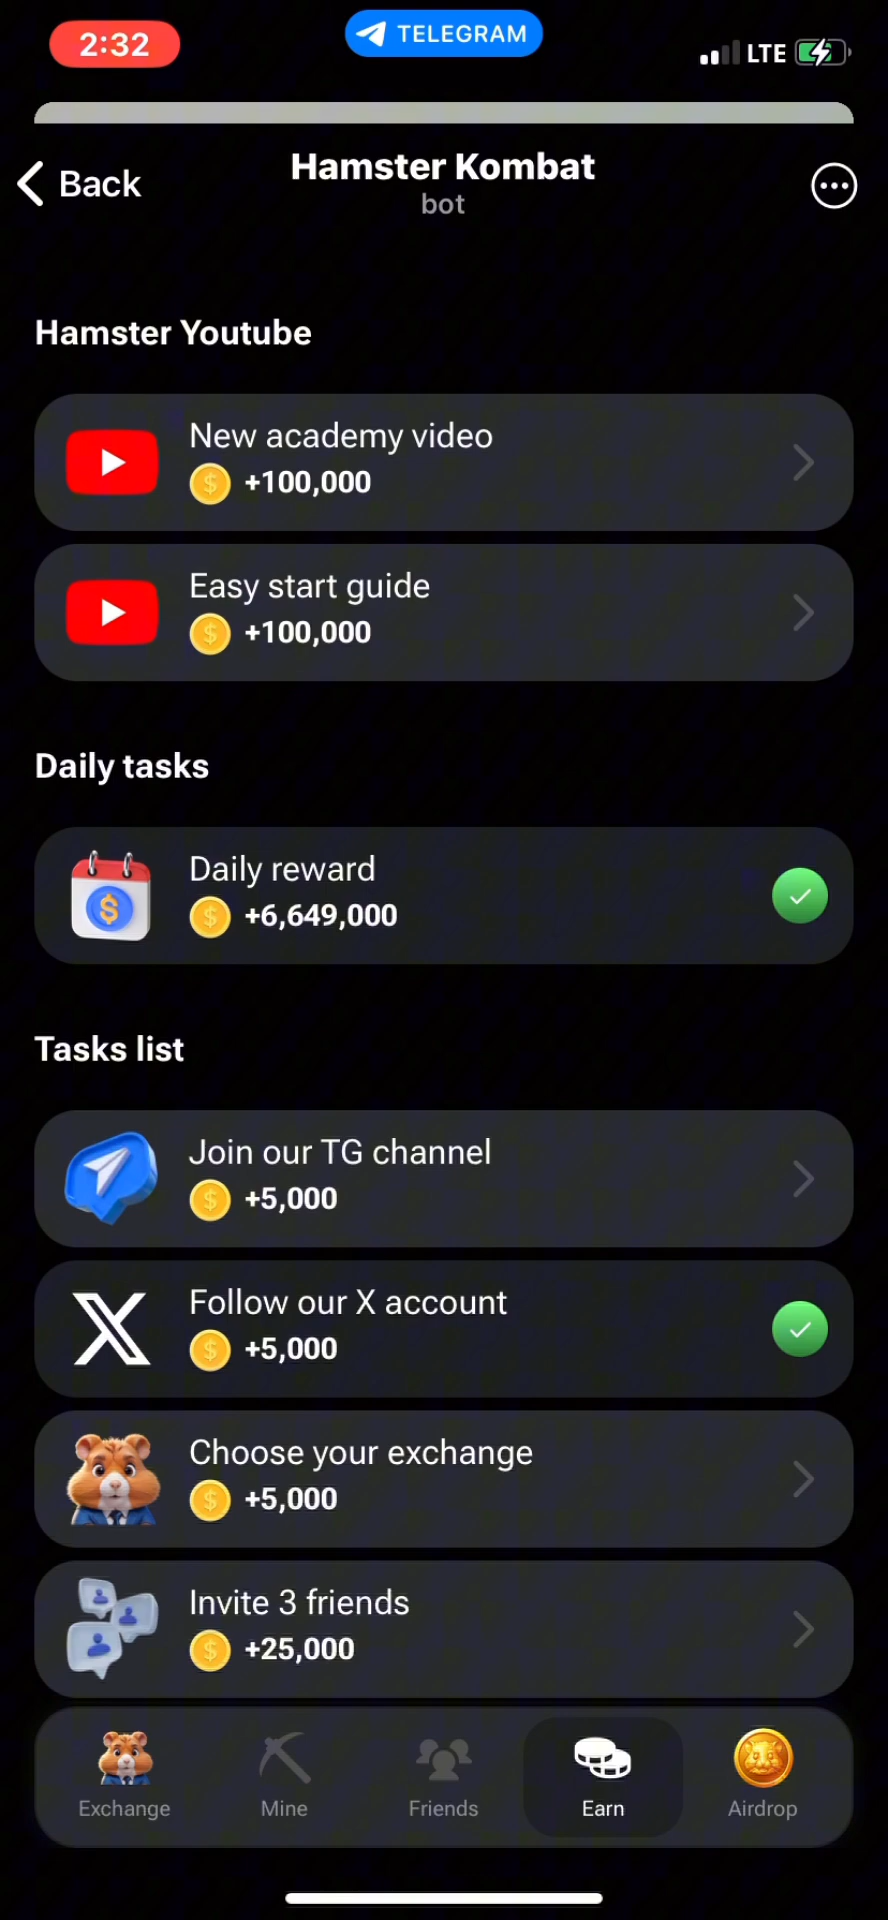 2:32
TELEGRAM
LTE
Back
Hamster Kombat
bot
Hamster Youtube
New academy video
+100,000
Easy start guide
+100,000
Daily tasks
Daily reward
+6,649,000
Tasks list
Join our TG channel
+5,000
Follow our X account
+5,000
Choose your exchange
+5,000
Invite 3 friends
+25,000
Exchange
Mine
Friends
Earn
Airdrop